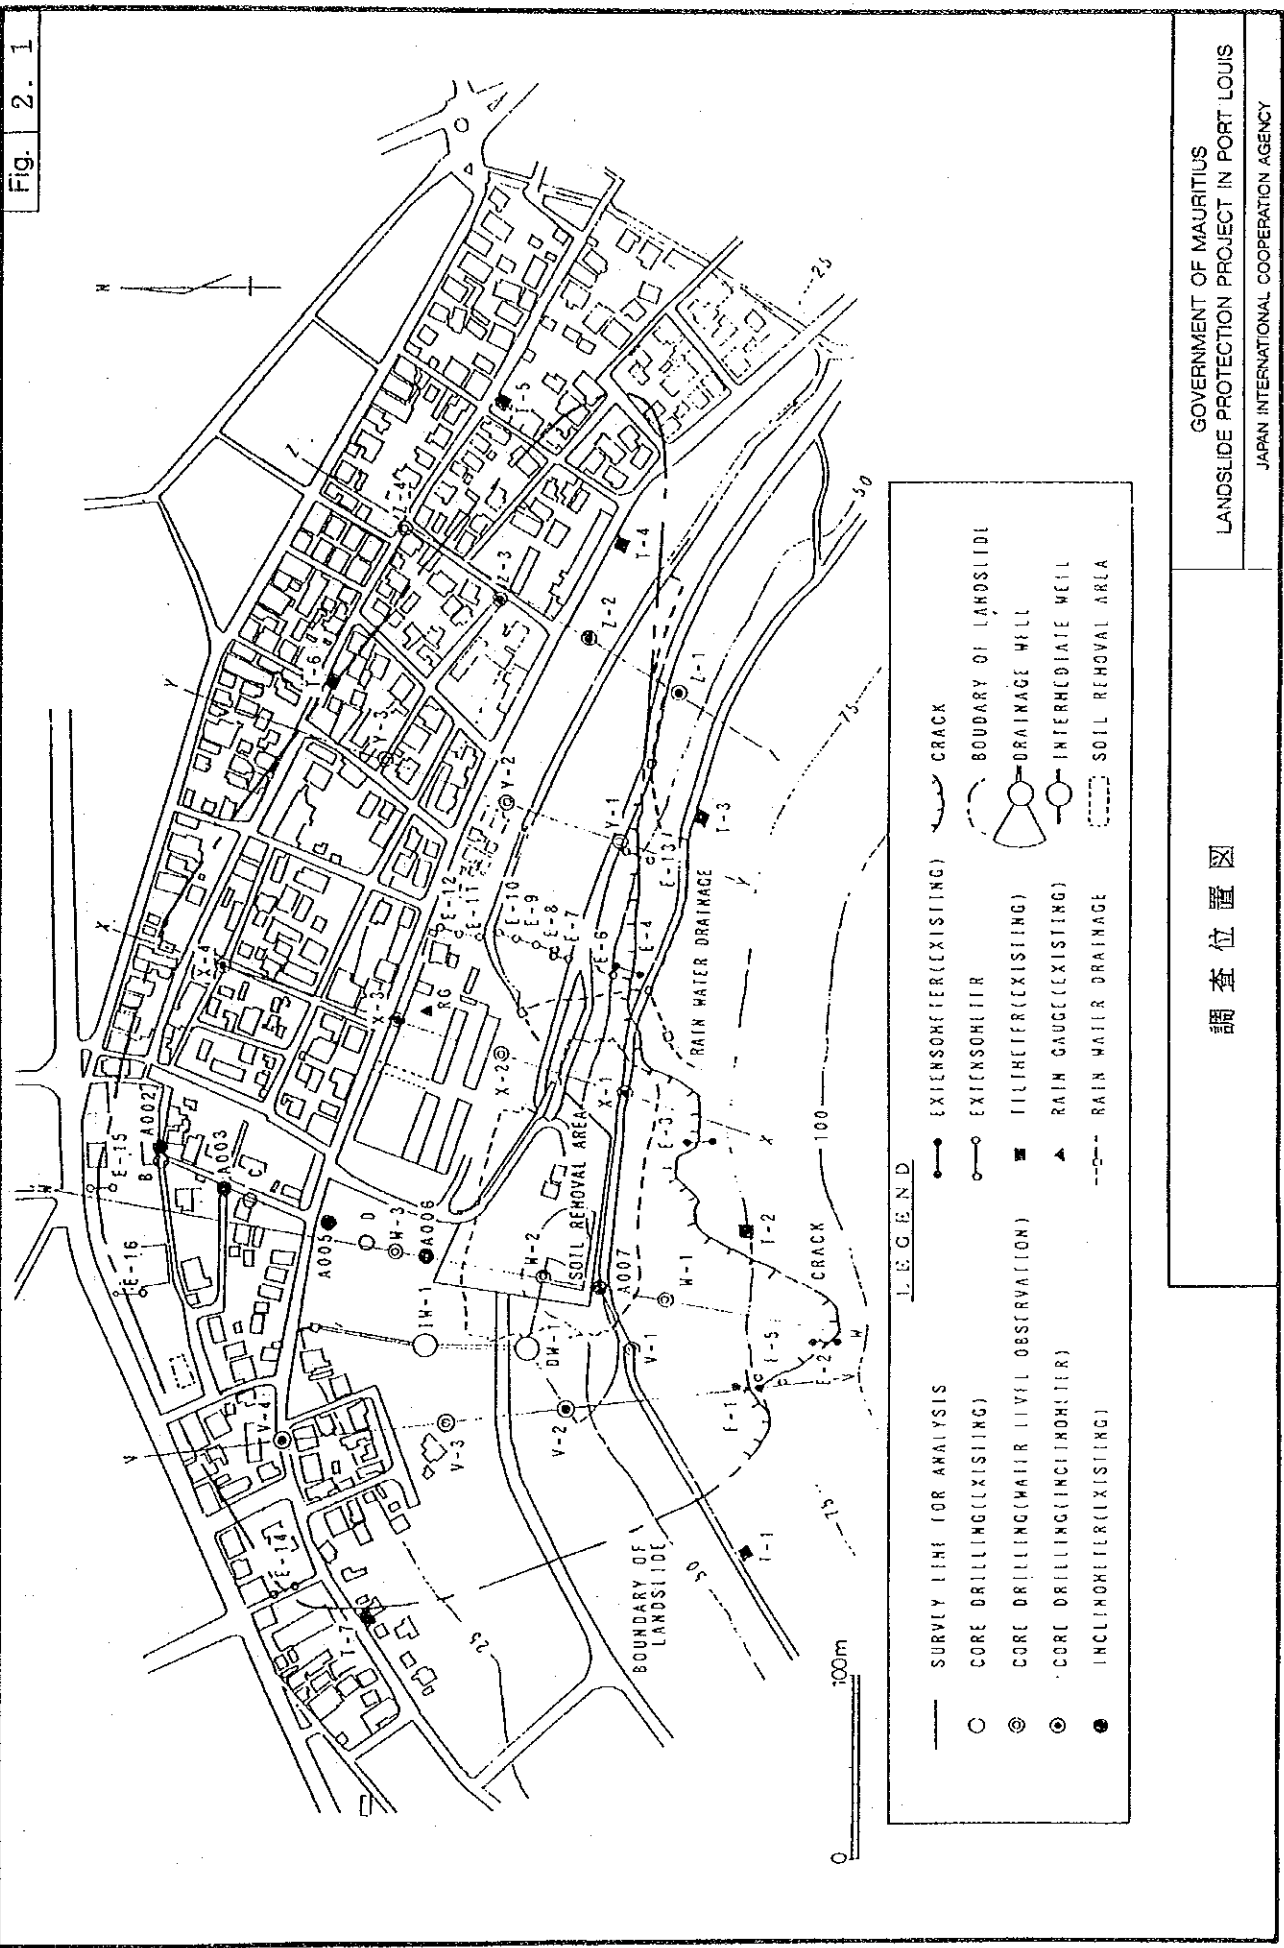 Fig. 2.1
N
Z
Y
X
W
V
T-5
Z-4
T-4
Z-3
Z-2
Z-1
T-6
Y-3
Y-2
Y-1
T-3
E-13
X-4
X-3
RG
X-2
X-1
E-12
E-11
E-10
E-9
E-8
E-7
E-6
E-4
RAIN WATER DRAINAGE
E-15
B
A002
A003
C
E-16
A005
D
W-3
A006
W-2
SOIL REMOVAL AREA
A007
W-1
E-3
T-2
CRACK
IW-1
DW-1
V-1
V-4
V-3
V-2
E-1
E-5
E-2
E-14
T-7
T-1
BOUNDARY OF
LANDSLIDE
25
50
75
100
25
50
75
Y
X
W
V
0
100m
LEGEND
SURVEY LINE FOR ANALYSIS
CORE DRILLING(EXISTING)
CORE DRILLING(WATER LEVEL OBSERVATION)
CORE DRILLING(INCLINOMETER)
INCLINOMETER(EXISTING)
EXTENSOMETER(EXISTING)
EXTENSOMETER
TILTMETER(EXISTING)
RAIN GAUGE(EXISTING)
RAIN WATER DRAINAGE
CRACK
BOUDARY OF LANDSLIDE
DRAINAGE WELL
INTERMEDIATE WELL
SOIL REMOVAL AREA
調査位置図
GOVERNMENT OF MAURITIUS
LANDSLIDE PROTECTION PROJECT IN PORT LOUIS
JAPAN INTERNATIONAL COOPERATION AGENCY